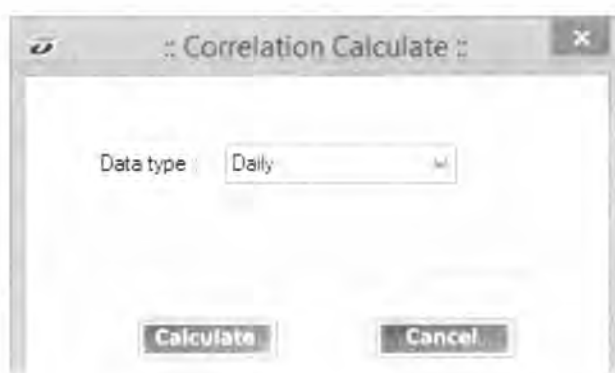 :: Correlation Calculate ::
Data type : Daily
Calculate Cancel